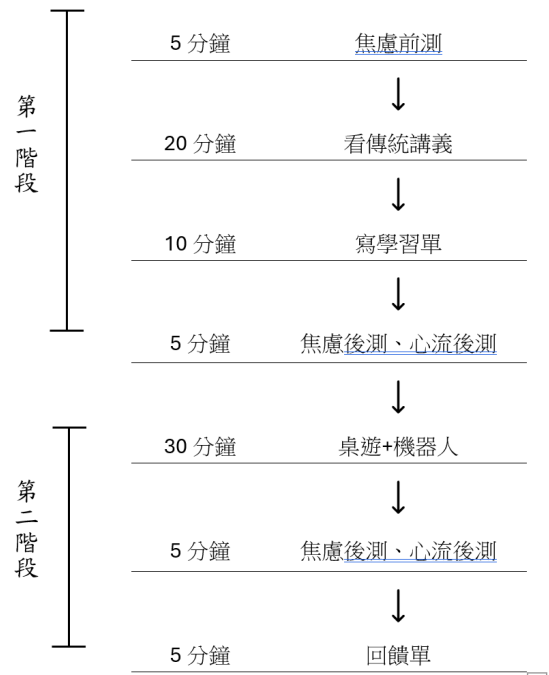 第一階段
5 分鐘 焦慮前測
20 分鐘 看傳統講義
10 分鐘 寫學習單
5 分鐘 焦慮後測、心流後測
第二階段
30 分鐘 桌遊+機器人
5 分鐘 焦慮後測、心流後測
5 分鐘 回饋單